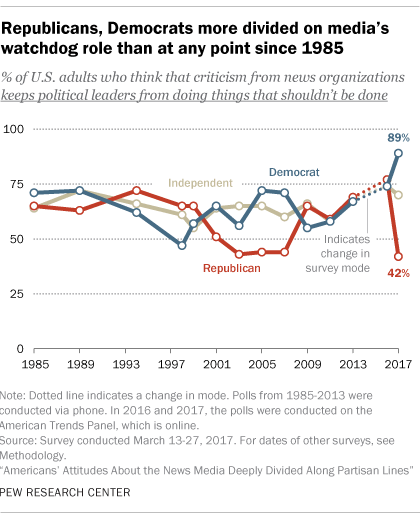 Republicans, Democrats more divided on media's
watchdog role than at any point since 1985
% of U.S. adults who think that criticism from news organizations
keeps political leaders from doing things that shouldn't be done
100
89%
Democrat
Independent
75
50
Indicates
change in
survey mode
Republican
42%
25
0
1985 1989 1993 1997 2001 2005 2009 2013 2017
Note: Dotted line indicates a change in mode. Polls from 1985-2013 were
conducted via phone. In 2016 and 2017, the polls were conducted on the
American Trends Panel, which is online.
Source: Survey conducted March 13-27, 2017. For dates of other surveys, see
Methodology.
"Americans' Attitudes About the News Media Deeply Divided Along Partisan Lines"
PEW RESEARCH CENTER